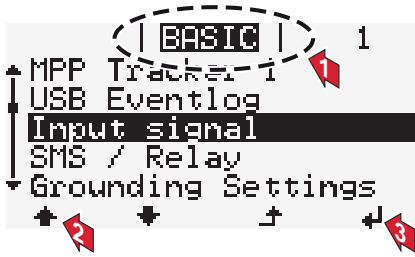 BASIC 1
1
MPP Tracker 1
USB Eventlog
Input signal
SMS / Relay
Grounding Settings
2 3